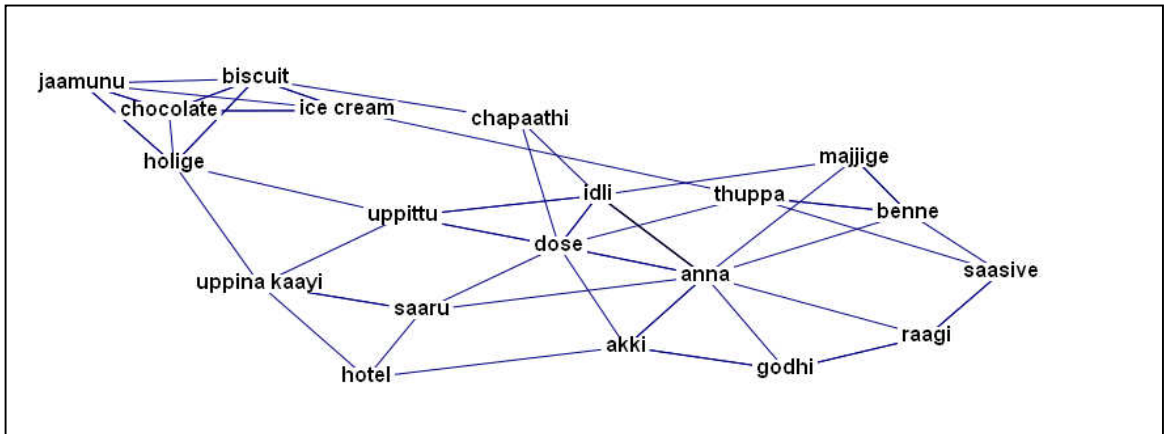 jaamunu
biscuit
chocolate
ice cream
chapaathi
holige
majjige
idli
thuppa
uppittu
benne
dose
anna
saasive
uppina kaayi
saaru
raagi
akki
godhi
hotel